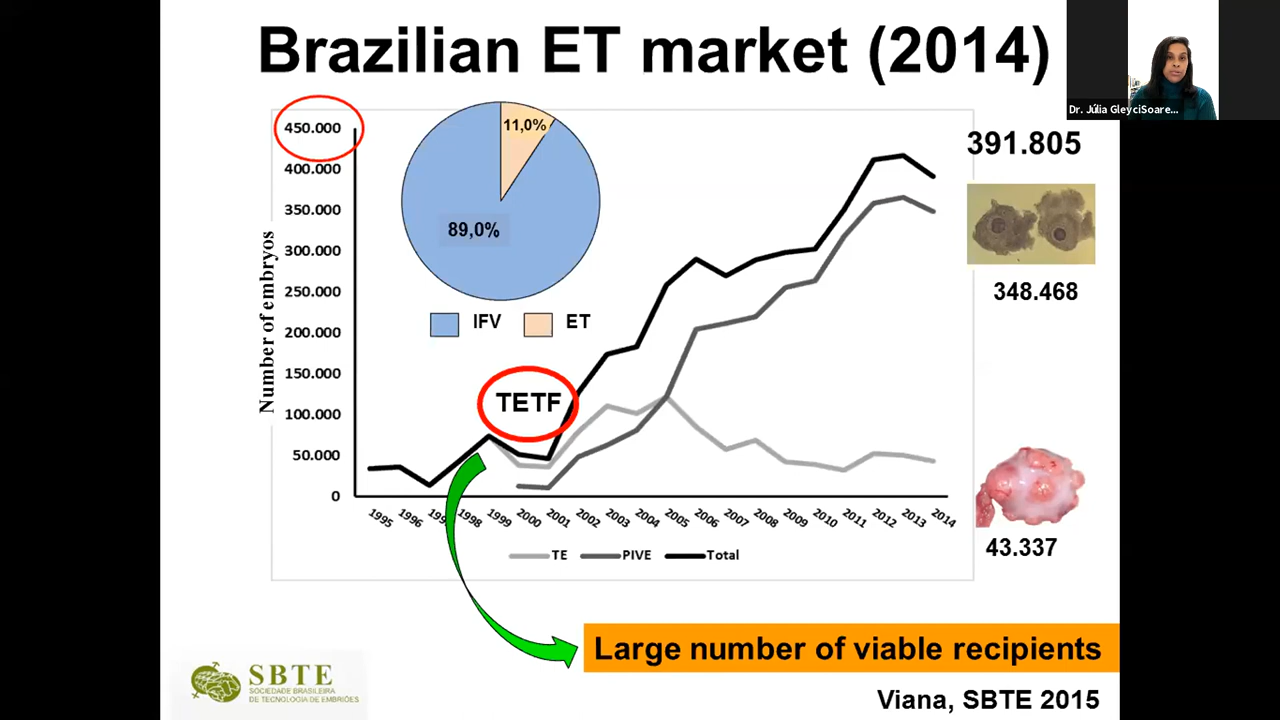 Brazilian ET market (2014)
Dr. Júlia GleyciSoare...
450.000
400.000
350.000
300.000
250.000
200.000
150.000
100.000
50.000
0
Number of embryos
11,0%
89,0%
IFV
ET
TETF
1995
1996
1998
1999
2000
2001
2002
2003
2004
2005
2006
2007
2008
2009
2010
2011
2012
2013
2014
TE
PIVE
Total
391.805
348.468
43.337
Large number of viable recipients
SBTE
SOCIEDADE BRASILEIRA
DE TECNOLOGIA DE EMBRIÕES
Viana, SBTE 2015